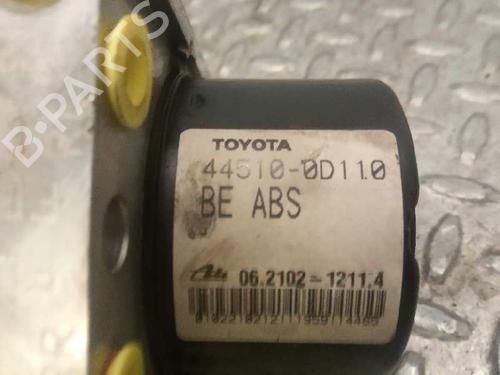 B-PARTS
TOYOTA
44510-0D110
BE ABS
Ate 06.2102-1211.4